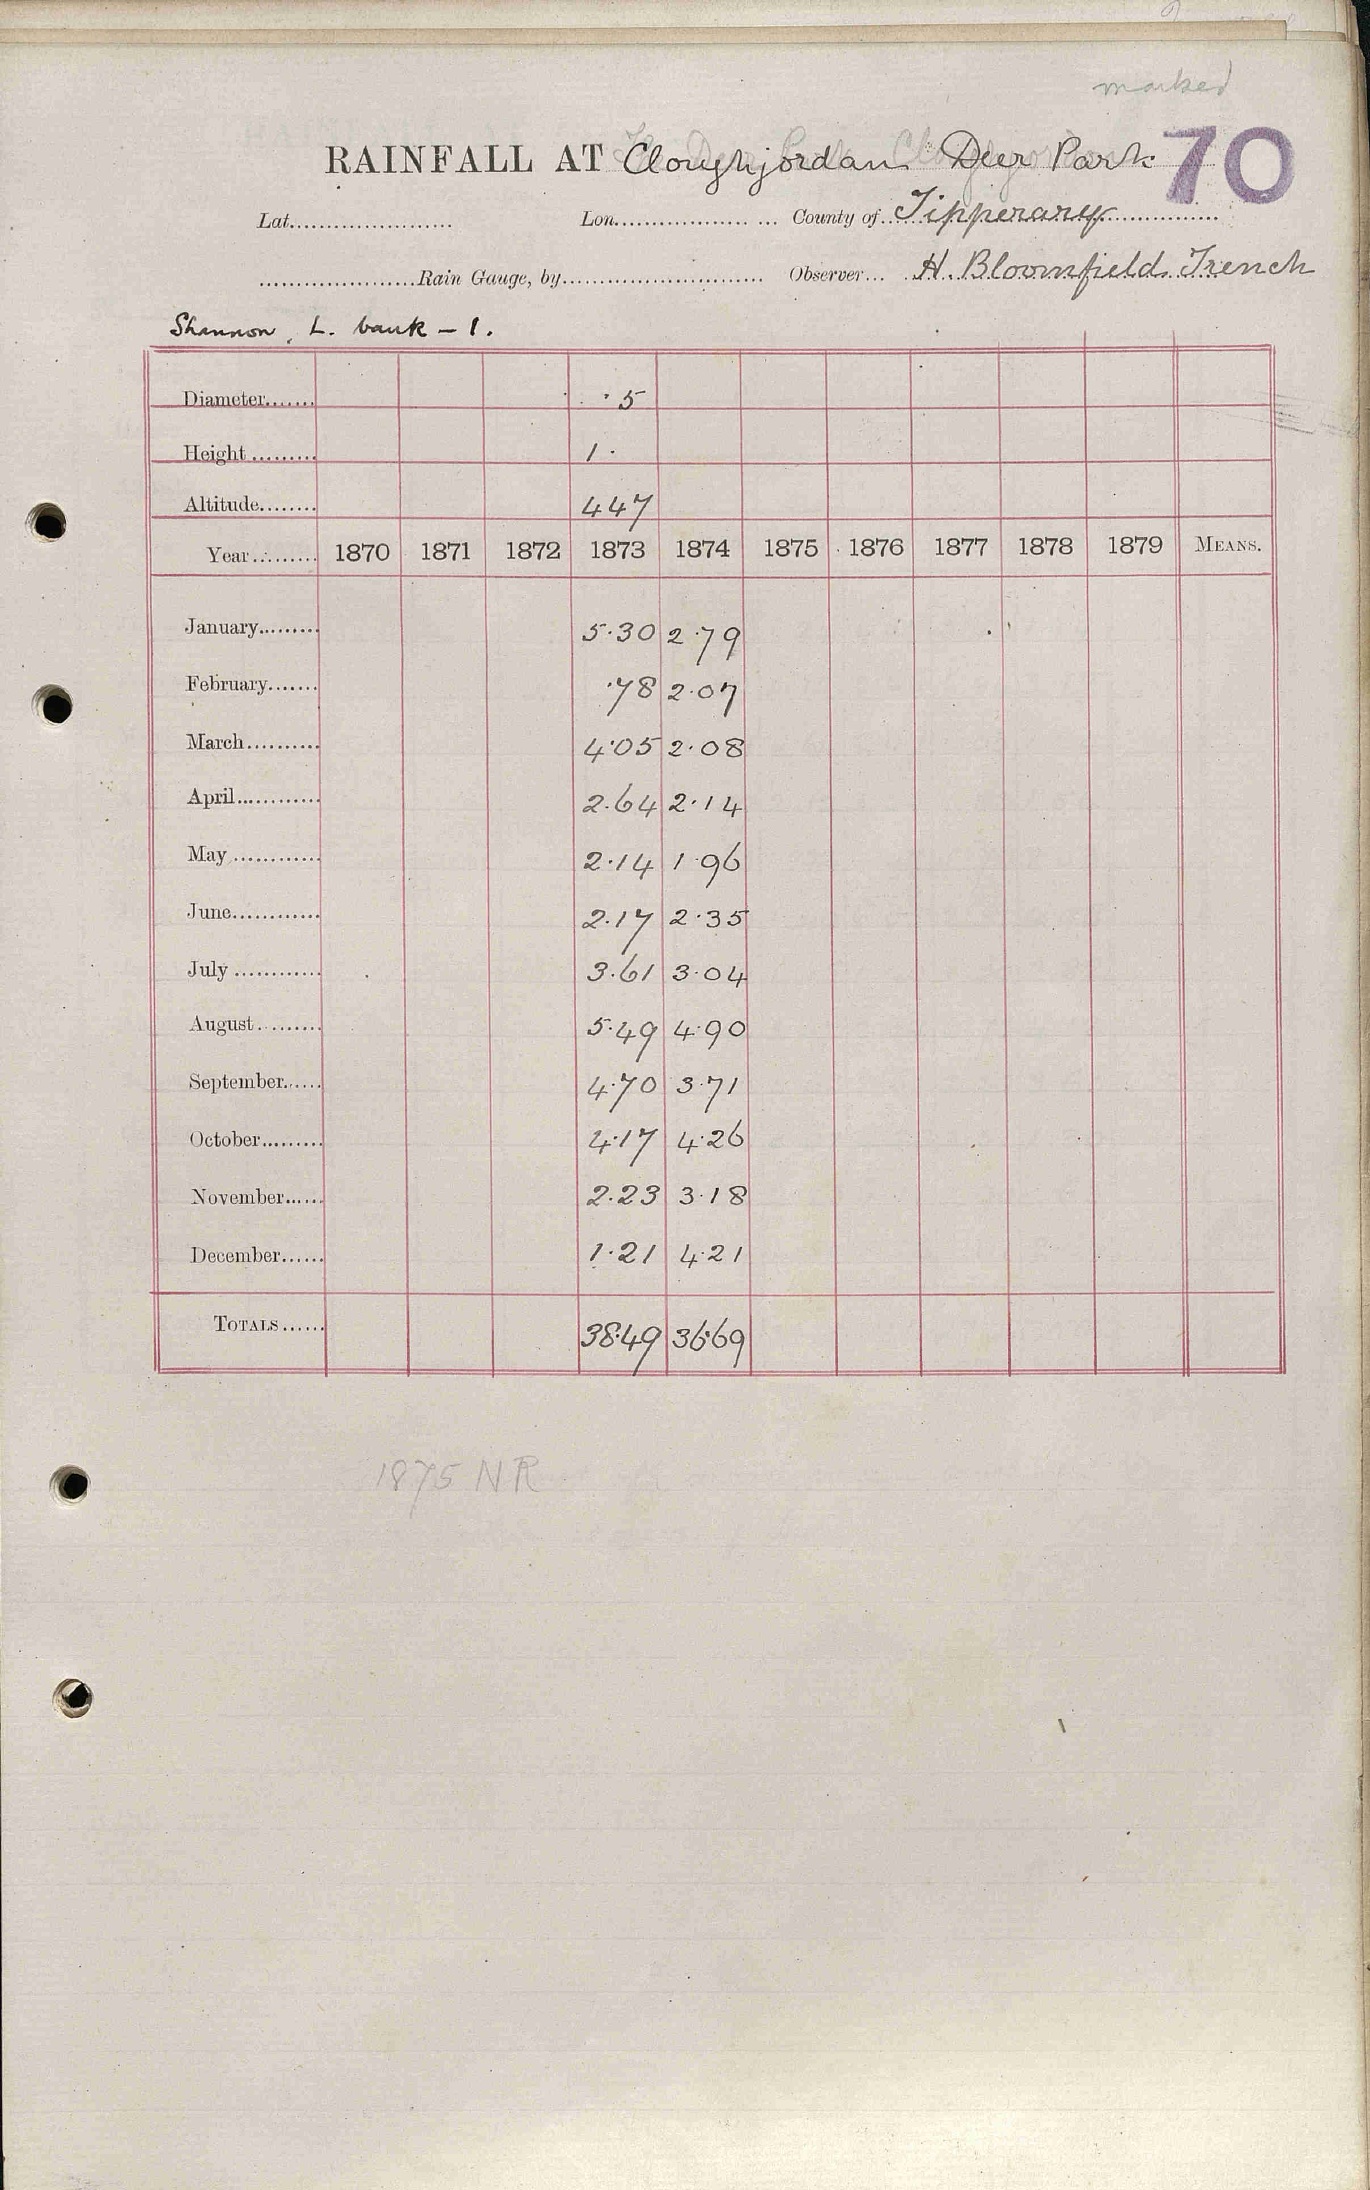 marked
RAINFALL AT Cloughjordan Deer Park 70
Lat. Lon. County of Tipperary
Rain Gauge, by Observer H. Bloomfield Trench
Shannon, L. bank - 1.
Diameter 5
Height 1.
Altitude 447
Year 1870 1871 1872 1873 1874 1875 1876 1877 1878 1879 MEANS.
January 5.30 2.79
February .78 2.07
March 4.05 2.08
April 2.64 2.14
May 2.14 1.96
June 2.17 2.35
July 3.61 3.04
August 5.49 4.90
September 4.70 3.71
October 4.17 4.26
November 2.23 3.18
December 1.21 4.21
TOTALS 38.49 36.69
1875 NR